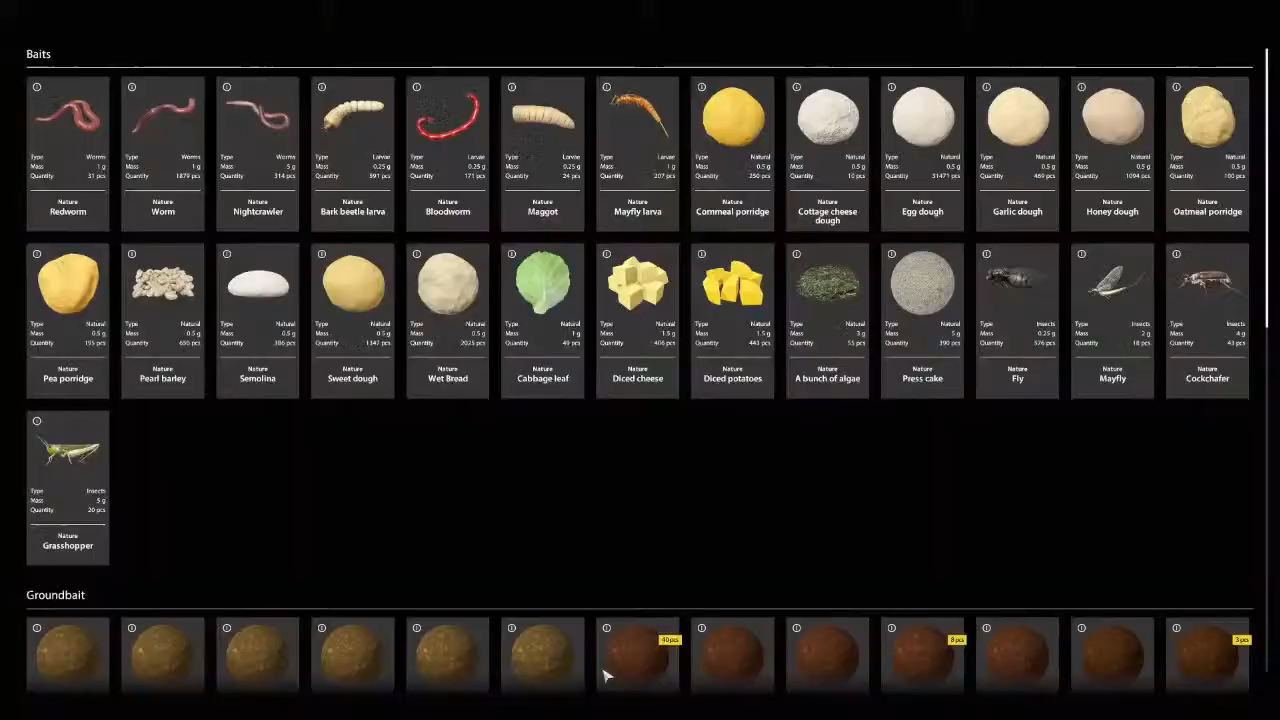 Baits
Type Worms
Mass 1 g
Quantity 31 pcs
Nature
Redworm
Type Worms
Mass 1 g
Quantity 1879 pcs
Nature
Worm
Type Worms
Mass 5 g
Quantity 314 pcs
Nature
Nightcrawler
Type Larvae
Mass 0.25 g
Quantity 591 pcs
Nature
Bark beetle larva
Type Larvae
Mass 0.25 g
Quantity 171 pcs
Nature
Bloodworm
Type Larvae
Mass 0.25 g
Quantity 24 pcs
Nature
Maggot
Type Larvae
Mass 1 g
Quantity 207 pcs
Nature
Mayfly larva
Type Natural
Mass 0.5 g
Quantity 250 pcs
Nature
Cornmeal porridge
Type Natural
Mass 0.5 g
Quantity 10 pcs
Nature
Cottage cheese
dough
Type Natural
Mass 0.5 g
Quantity 31471 pcs
Nature
Egg dough
Type Natural
Mass 0.5 g
Quantity 469 pcs
Nature
Garlic dough
Type Natural
Mass 0.5 g
Quantity 1094 pcs
Nature
Honey dough
Type Natural
Mass 0.5 g
Quantity 100 pcs
Nature
Oatmeal porridge
Type Natural
Mass 0.5 g
Quantity 195 pcs
Nature
Pea porridge
Type Natural
Mass 0.5 g
Quantity 650 pcs
Nature
Pearl barley
Type Natural
Mass 0.5 g
Quantity 386 pcs
Nature
Semolina
Type Natural
Mass 0.5 g
Quantity 1347 pcs
Nature
Sweet dough
Type Natural
Mass 0.5 g
Quantity 2025 pcs
Nature
Wet Bread
Type Natural
Mass 1 g
Quantity 49 pcs
Nature
Cabbage leaf
Type Natural
Mass 1.5 g
Quantity 406 pcs
Nature
Diced cheese
Type Natural
Mass 1.5 g
Quantity 443 pcs
Nature
Diced potatoes
Type Natural
Mass 3 g
Quantity 55 pcs
Nature
A bunch of algae
Type Natural
Mass 5 g
Quantity 390 pcs
Nature
Press cake
Type Insects
Mass 0.25 g
Quantity 576 pcs
Nature
Fly
Type Insects
Mass 2 g
Quantity 18 pcs
Nature
Mayfly
Type Insects
Mass 4 g
Quantity 43 pcs
Nature
Cockchafer
Type Insects
Mass 5 g
Quantity 20 pcs
Nature
Grasshopper
Groundbait
40 pcs
8 pcs
3 pcs